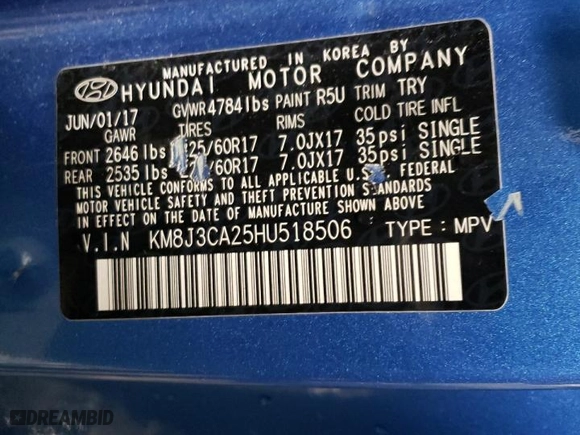 MANUFACTURED IN KOREA BY
HYUNDAI MOTOR COMPANY
JUN/01/17 GVWR4784lbs PAINT R5U TRIM TRY
GAWR TIRES RIMS COLD TIRE INFL
FRONT 2646 lbs 25/60R17 7.0JX17 35psi SINGLE
REAR 2535 lbs /60R17 7.0JX17 35psi SINGLE
THIS VEHICLE CONFORMS TO ALL APPLICABLE U.S. FEDERAL
MOTOR VEHICLE SAFETY AND THEFT PREVENTION STANDARDS
IN EFFECT ON THE DATE OF MANUFACTURE SHOWN ABOVE.
V.I.N KM8J3CA25HU518506 TYPE : MPV
DREAMBID